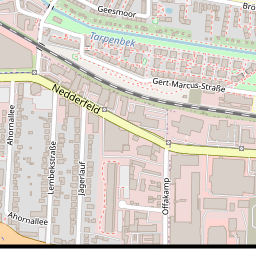 Geesmoor
Brö
Tarpenbek
Gert-Marcus-Straße
Nedderfeld
Ahornallee
Lembekstraße
Jägerlauf
Offakamp
Ahornallee